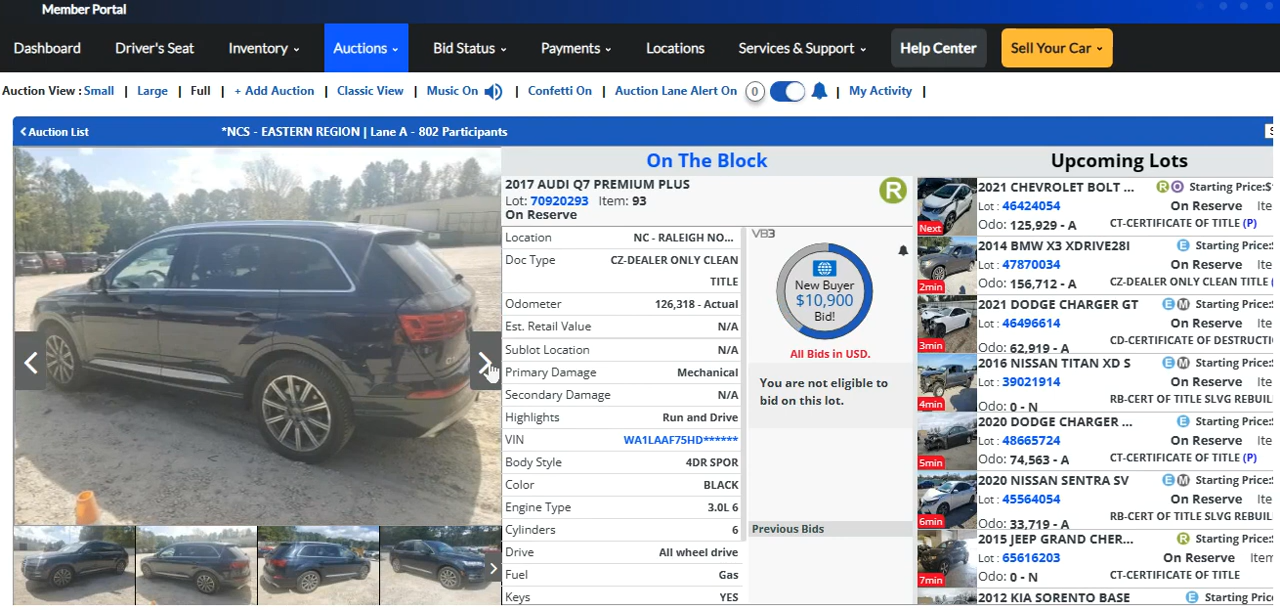 Member Portal
Dashboard Driver's Seat Inventory Auctions Bid Status Payments Locations Services & Support Help Center Sell Your Car
Auction View : Small | Large | Full | + Add Auction | Classic View | Music On | Confetti On | Auction Lane Alert On 0 | My Activity |
Auction List *NCS - EASTERN REGION | Lane A - 802 Participants
On The Block
2017 AUDI Q7 PREMIUM PLUS
Lot: 70920293 Item: 93
On Reserve
R
Location NC - RALEIGH NO...
Doc Type CZ-DEALER ONLY CLEAN
TITLE
Odometer 126,318 - Actual
Est. Retail Value N/A
Sublot Location N/A
Primary Damage Mechanical
Secondary Damage N/A
Highlights Run and Drive
VIN WA1LAAF75HD******
Body Style 4DR SPOR
Color BLACK
Engine Type 3.0L 6
Cylinders 6
Drive All wheel drive
Fuel Gas
Keys YES
VB3
New Buyer
$10,900
Bid!
All Bids in USD.
You are not eligible to
bid on this lot.
Previous Bids
Upcoming Lots
2021 CHEVROLET BOLT ... R O Starting Price:$
Lot : 46424054 On Reserve Ite
Next
Odo: 125,929 - A CT-CERTIFICATE OF TITLE (P)
2014 BMW X3 XDRIVE28I E Starting Price:
Lot : 47870034 On Reserve Ite
2min
Odo: 156,712 - A CZ-DEALER ONLY CLEAN TITLE
2021 DODGE CHARGER GT E M Starting Price:
Lot : 46496614 On Reserve Ite
3min
Odo: 62,919 - A CD-CERT OF DESTRUCTI
2016 NISSAN TITAN XD S E M Starting Price:
Lot : 39021914 On Reserve Ite
4min
Odo: 0 - N RB-CERT OF TITLE SLVG REBUIL
2020 DODGE CHARGER ... E Starting Price:
Lot : 48665724 On Reserve Ite
5min
Odo: 74,563 - A CT-CERTIFICATE OF TITLE (P)
2020 NISSAN SENTRA SV E M Starting Price:
Lot : 45564054 On Reserve Ite
6min
Odo: 33,719 - A RB-CERT OF TITLE SLVG REBUIL
2015 JEEP GRAND CHER... R Starting Price:$
Lot : 65616203 On Reserve Item
7min
Odo: 0 - N CT-CERTIFICATE OF TITLE
2012 KIA SORENTO BASE E Starting Price